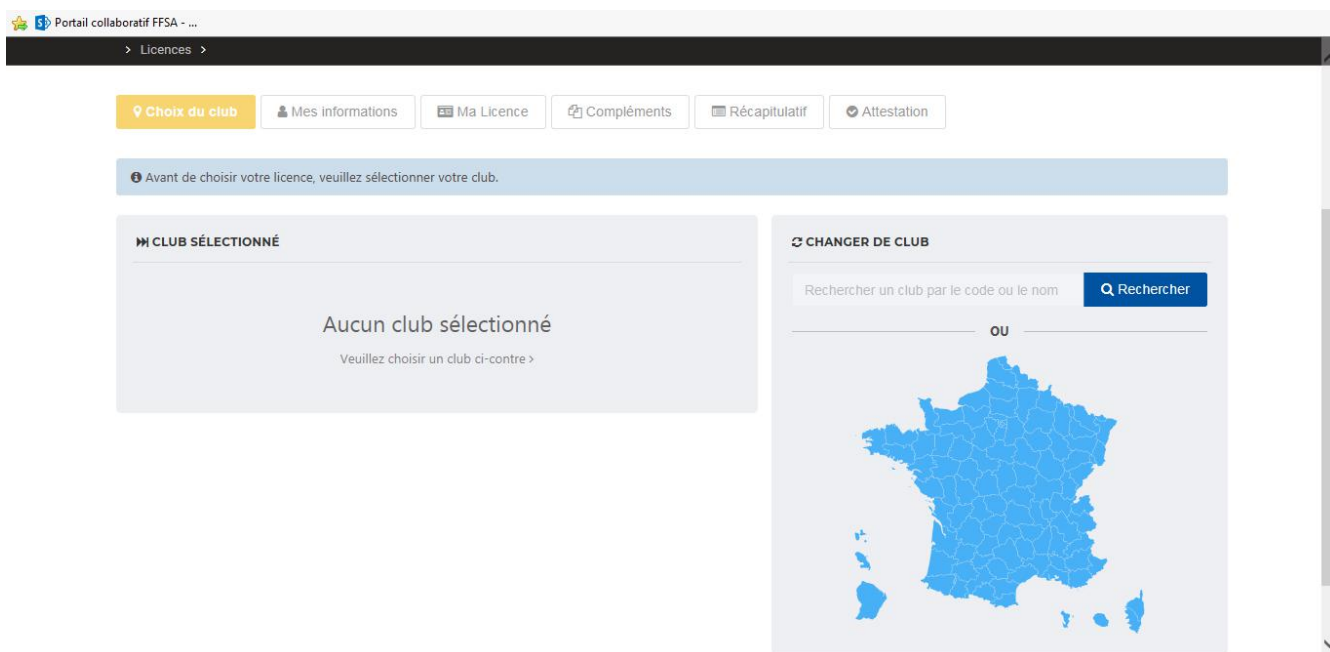 Portail collaboratif FFSA - ...
> Licences >
Choix du club
Mes informations
Ma Licence
Compléments
Récapitulatif
Attestation
Avant de choisir votre licence, veuillez sélectionner votre club.
CLUB SÉLECTIONNÉ
Aucun club sélectionné
Veuillez choisir un club ci-contre >
CHANGER DE CLUB
Rechercher un club par le code ou le nom
Rechercher
OU